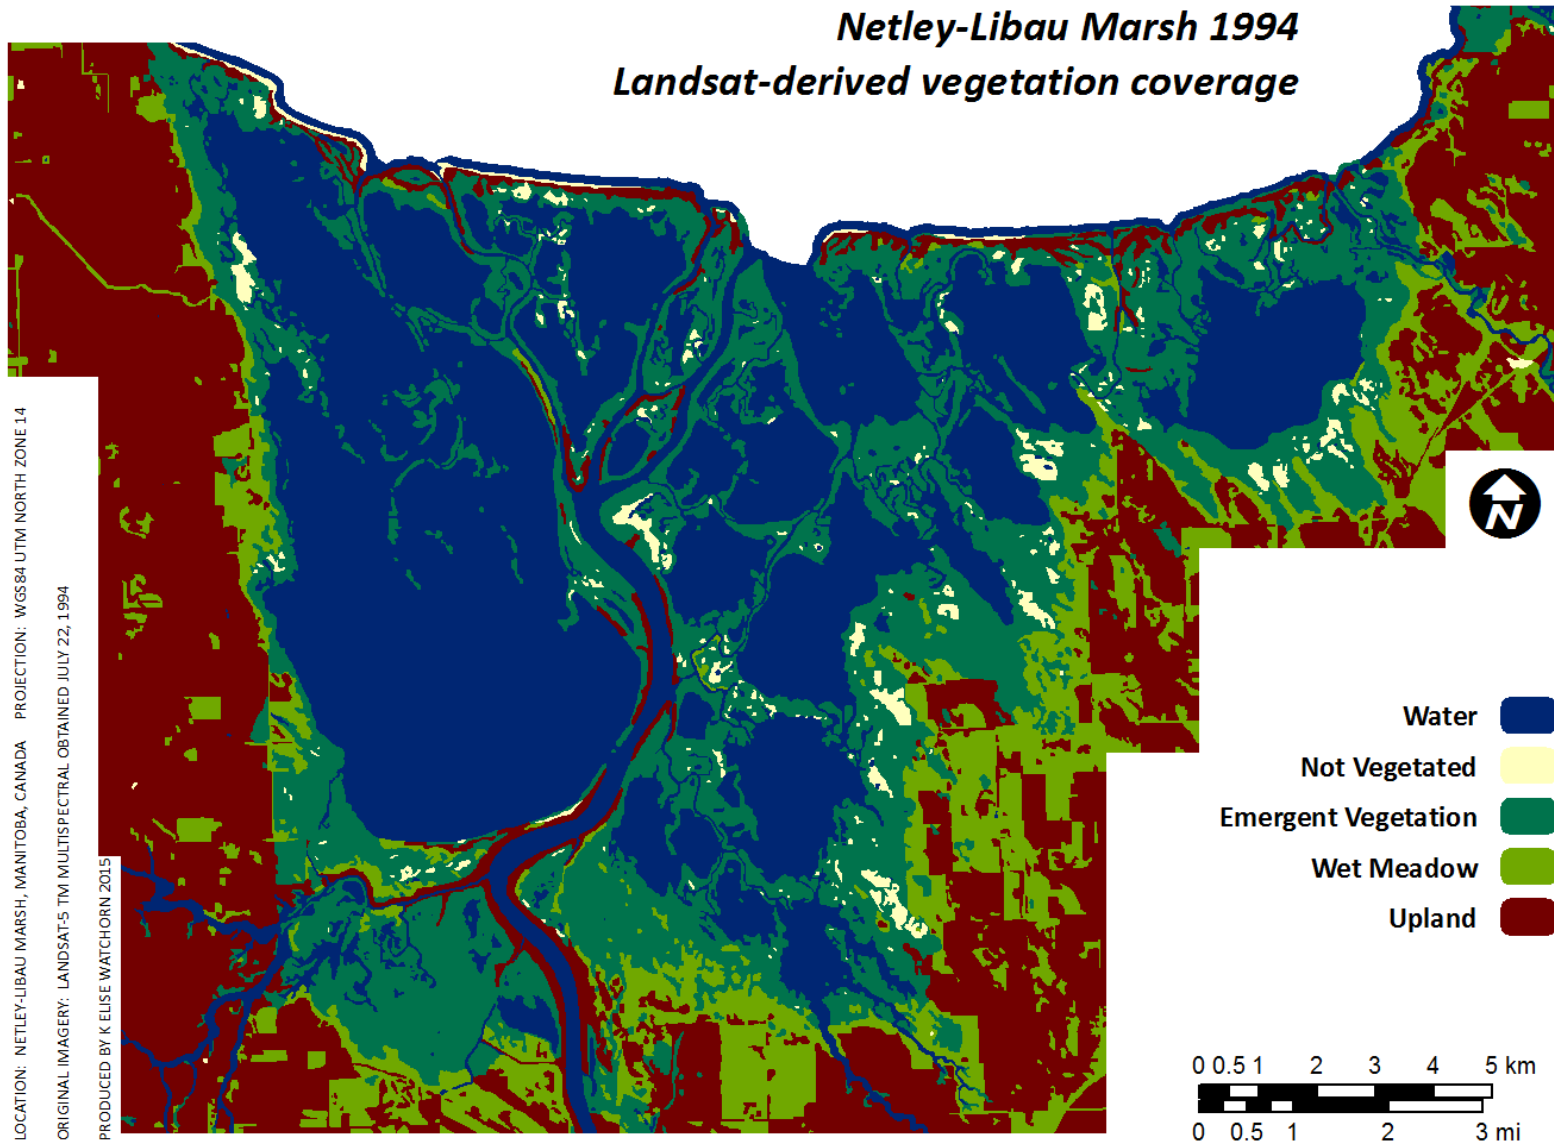 Netley-Libau Marsh 1994
Landsat-derived vegetation coverage
LOCATION: NETLEY-LIBAU MARSH, MANITOBA, CANADA PROJECTION: WGS84 UTM NORTH ZONE 14
ORIGINAL IMAGERY: LANDSAT-5 TM MULTISPECTRAL OBTAINED JULY 22, 1994
PRODUCED BY K ELISE WATCHORN 2015
N
Water
Not Vegetated
Emergent Vegetation
Wet Meadow
Upland
0 0.5 1 2 3 4 5 km
0 0.5 1 2 3 mi